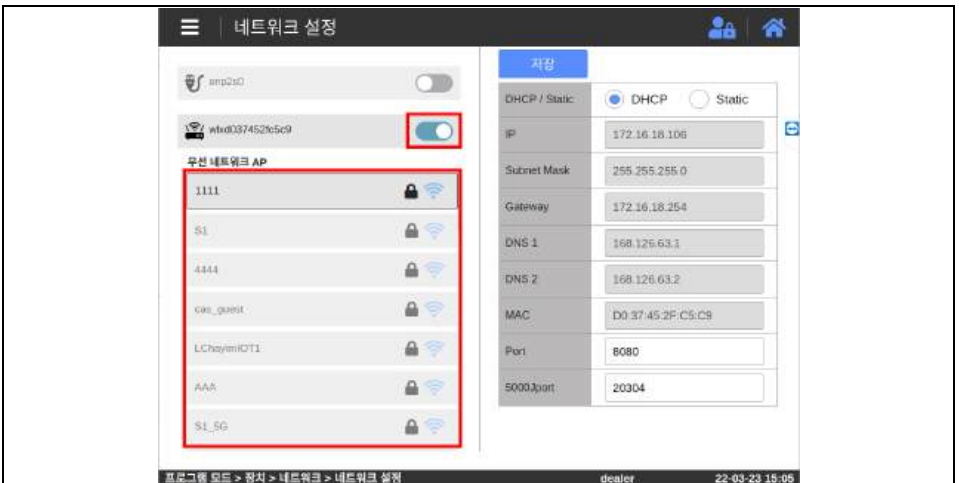 네트워크 설정
enp2s0
wlxd037452fc5c9
무선 네트워크 AP
1111
S1
4444
cas_guest
LChayimIOT1
AAA
S1_5G
저장
DHCP / Static
DHCP
Static
IP
172.16.18.106
Subnet Mask
255.255.255.0
Gateway
172.16.18.254
DNS 1
168.126.63.1
DNS 2
168.126.63.2
MAC
D0:37:45:2F:C5:C9
Port
8080
5000Jport
20304
프로그램 모드 > 장치 > 네트워크 > 네트워크 설정
dealer
22-03-23 15:05